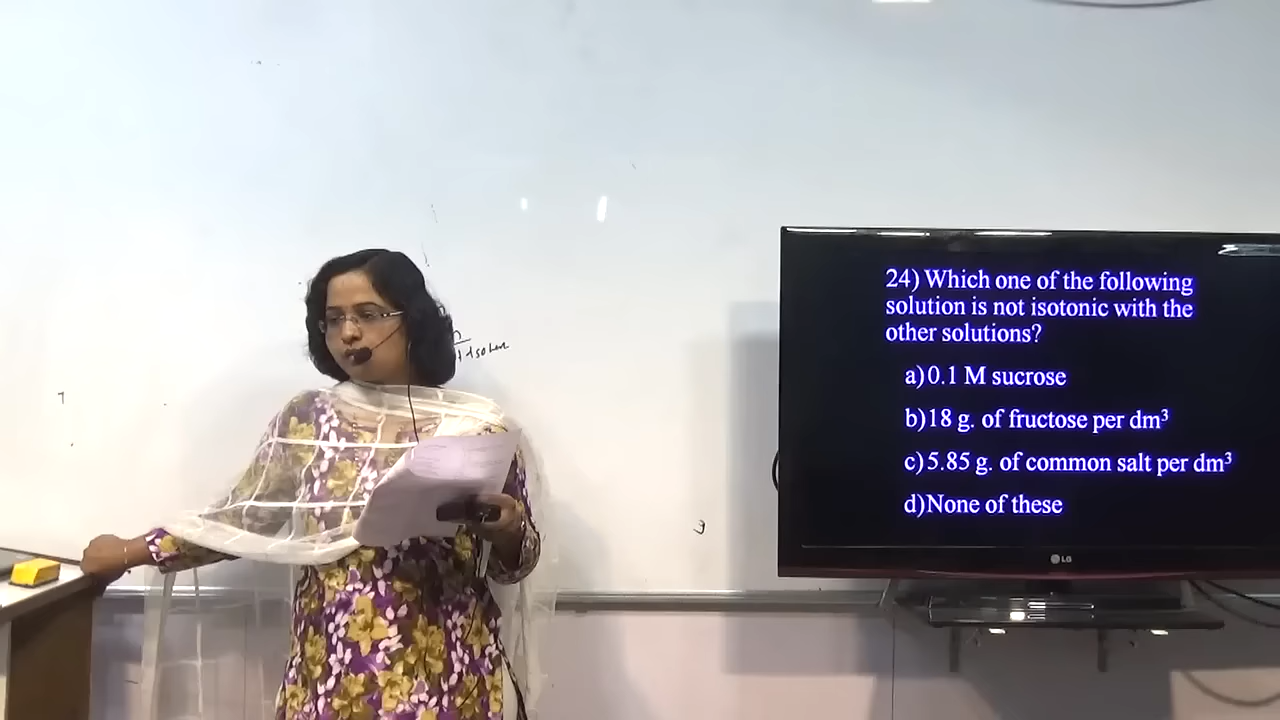 24) Which one of the following
solution is not isotonic with the
other solutions?
a) 0.1 M sucrose
b) 18 g. of fructose per dm³
c) 5.85 g. of common salt per dm³
d) None of these
LG